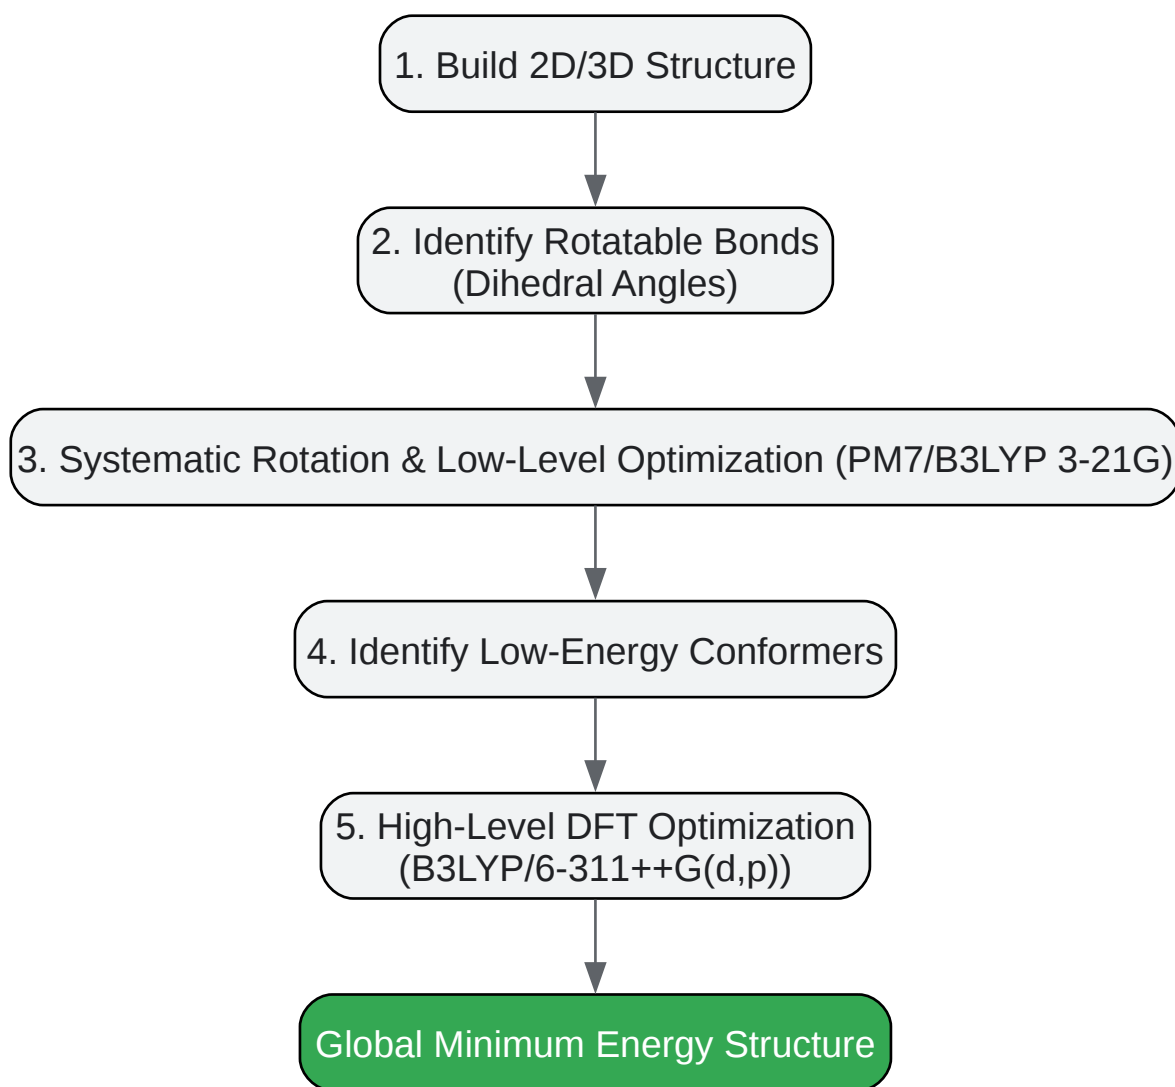 1. Build 2D/3D Structure
2. Identify Rotatable Bonds
(Dihedral Angles)
3. Systematic Rotation & Low-Level Optimization (PM7/B3LYP 3-21G)
4. Identify Low-Energy Conformers
5. High-Level DFT Optimization
(B3LYP/6-311++G(d,p))
Global Minimum Energy Structure